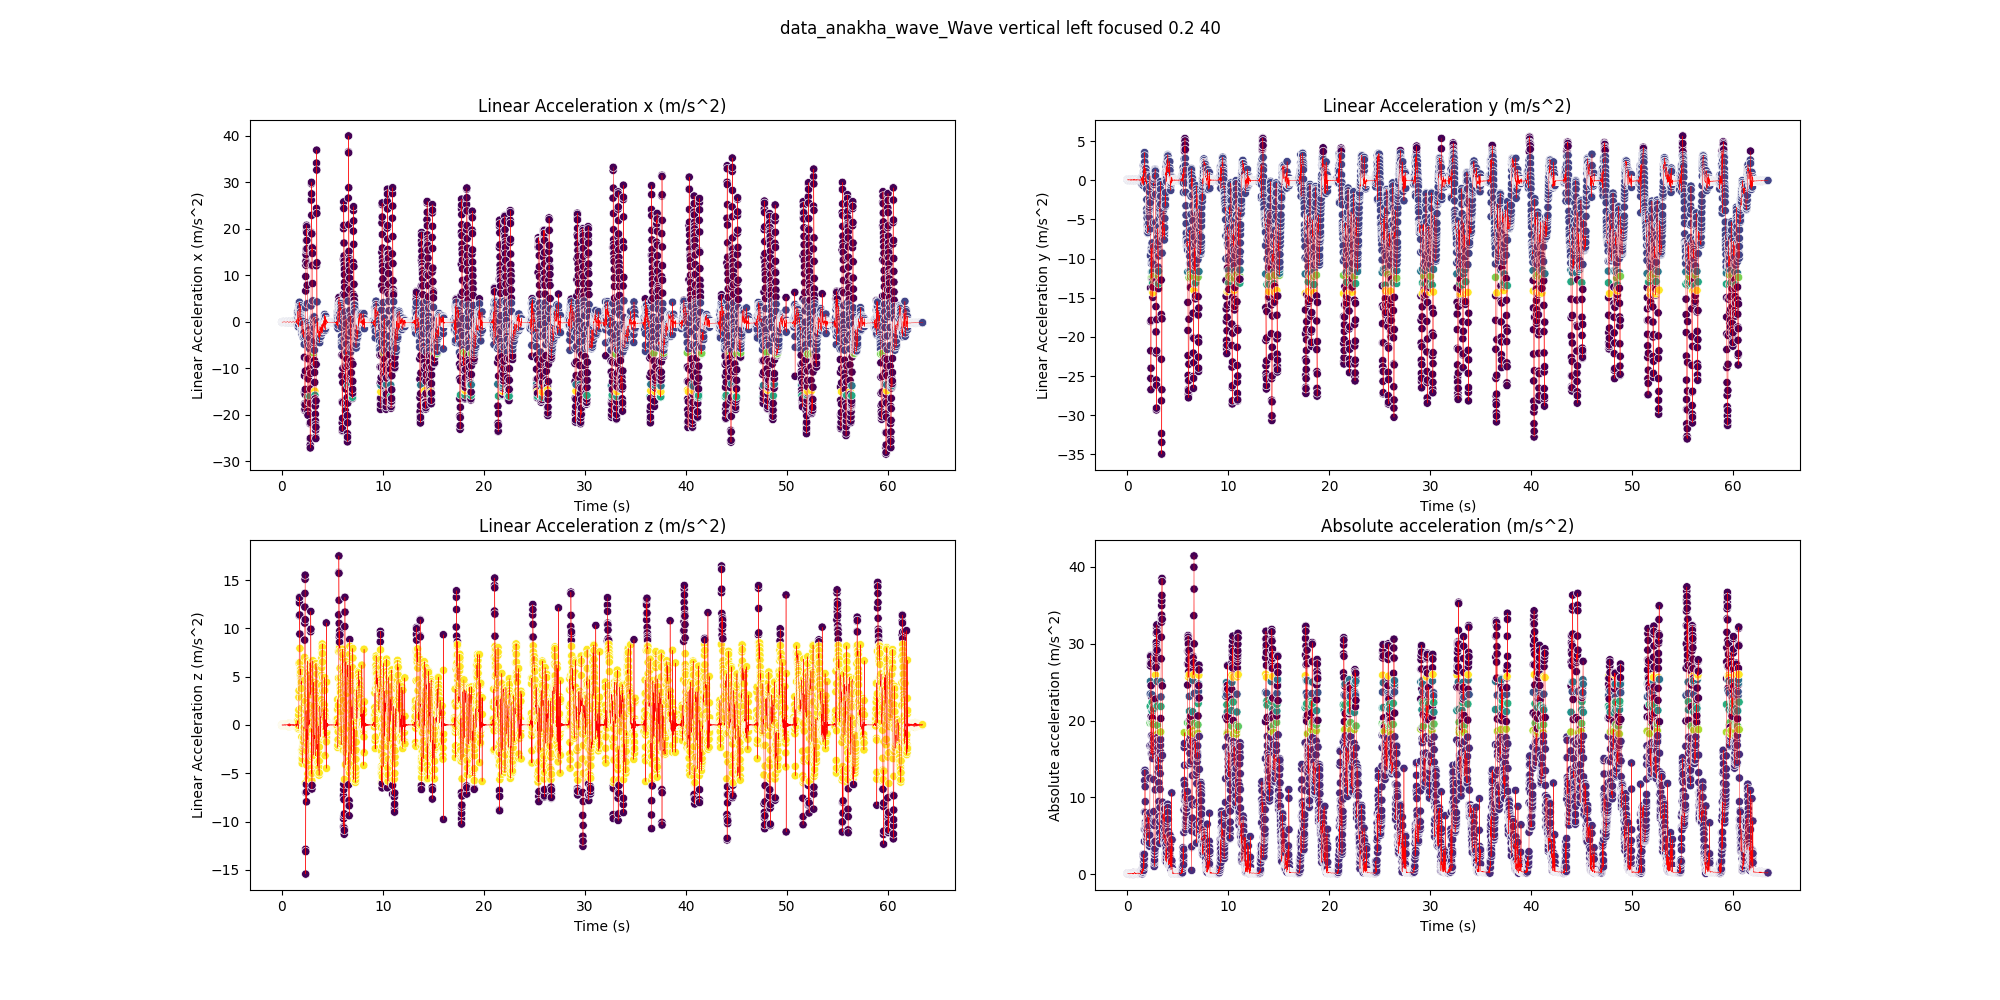 data_anakha_wave_Wave vertical left focused 0.2 40
Linear Acceleration x (m/s^2)
Linear Acceleration x (m/s^2)
40
30
20
10
0
−10
−20
−30
0 10 20 30 40 50 60
Time (s)
Linear Acceleration y (m/s^2)
Linear Acceleration y (m/s^2)
5
0
−5
−10
−15
−20
−25
−30
−35
0 10 20 30 40 50 60
Time (s)
Linear Acceleration z (m/s^2)
Linear Acceleration z (m/s^2)
15
10
5
0
−5
−10
−15
0 10 20 30 40 50 60
Time (s)
Absolute acceleration (m/s^2)
Absolute acceleration (m/s^2)
40
30
20
10
0
0 10 20 30 40 50 60
Time (s)